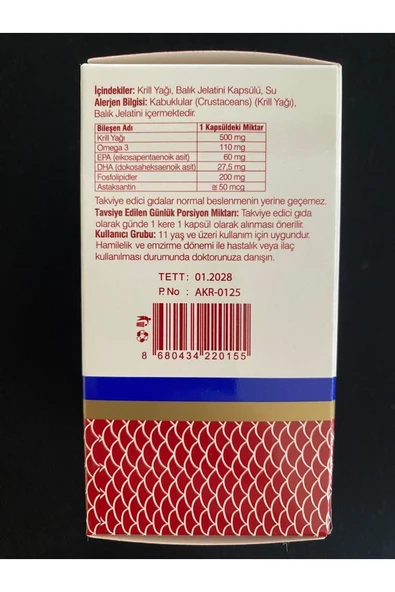 İçindekiler: Krill Yağı, Balık Jelatini Kapsülü, Su
Alerjen Bilgisi: Kabuklular (Crustaceans) (Krill Yağı),
Balık Jelatini içermektedir.
Bileşen Adı 1 Kapsüldeki Miktar
Krill Yağı 500 mg
Omega 3 110 mg
EPA (eikosapentaenoik asit) 60 mg
DHA (dokosaheksaenoik asit) 27,5 mg
Fosfolipidler 200 mg
Astaksantin ≅ 50 mcg
Takviye edici gıdalar normal beslenmenin yerine geçemez.
Tavsiye Edilen Günlük Porsiyon Miktarı: Takviye edici gıda
olarak günde 1 kere 1 kapsül olarak alınması önerilir.
Kullanıcı Grubu: 11 yaş ve üzeri kullanım için uygundur.
Hamilelik ve emzirme dönemi ile hastalık veya ilaç
kullanılması durumunda doktorunuza danışın.
TETT: 01.2028
P.No : AKR-0125
8 680434 220155